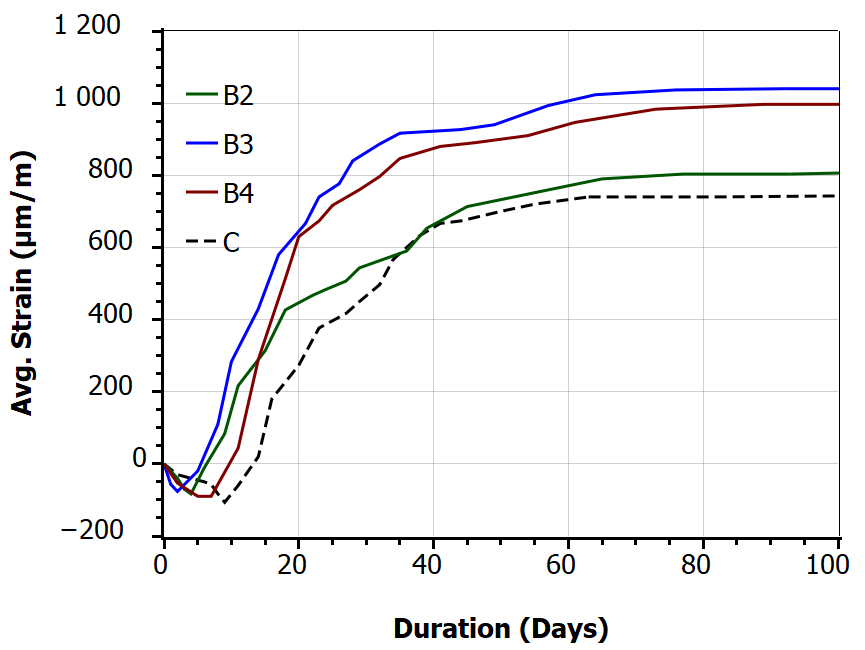 1 200
1 000
800
600
400
200
0
−200
Avg. Strain (µm/m)
B2
B3
B4
C
0 20 40 60 80 100
Duration (Days)